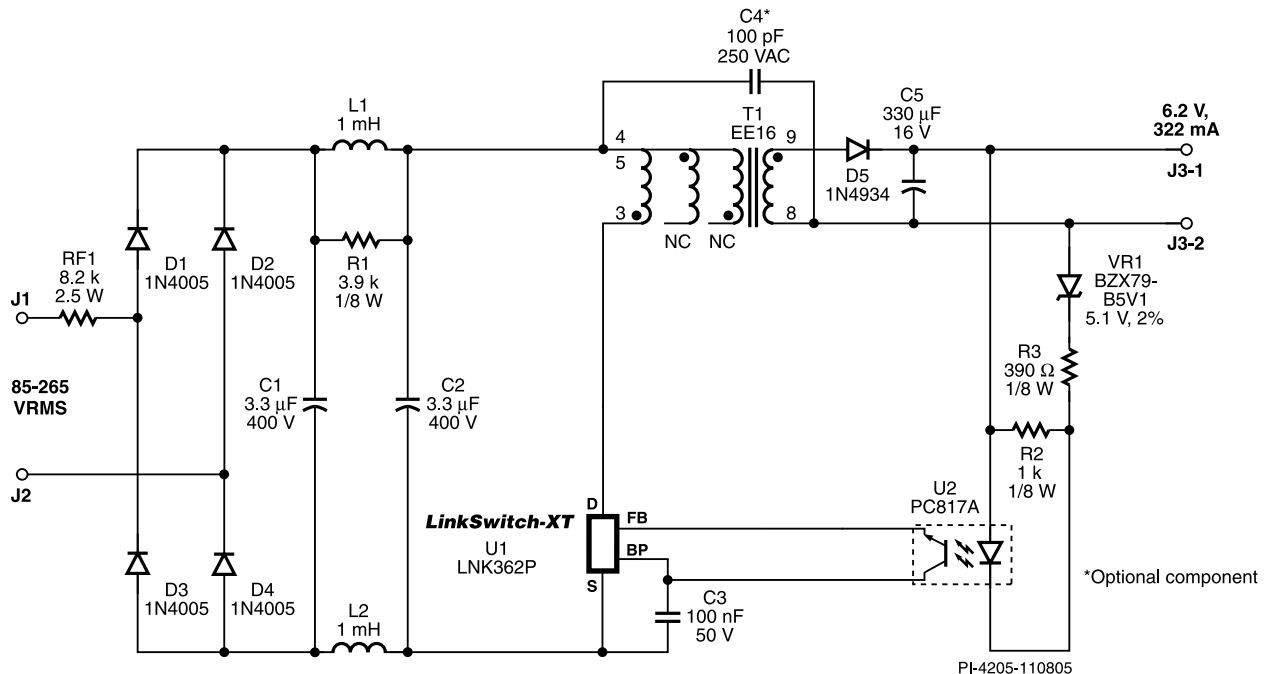 C4*
100 pF
250 VAC
L1
1 mH
T1
EE16
C5
330 µF
16 V
6.2 V,
322 mA
4
5
3
9
8
D5
1N4934
J3-1
J3-2
NC
NC
RF1
8.2 k
2.5 W
J1
D1
1N4005
D2
1N4005
R1
3.9 k
1/8 W
VR1
BZX79-
B5V1
5.1 V, 2%
85-265
VRMS
C1
3.3 µF
400 V
C2
3.3 µF
400 V
R3
390 Ω
1/8 W
R2
1 k
1/8 W
J2
LinkSwitch-XT
U1
LNK362P
D
FB
BP
S
U2
PC817A
D3
1N4005
D4
1N4005
L2
1 mH
C3
100 nF
50 V
*Optional component
PI-4205-110805